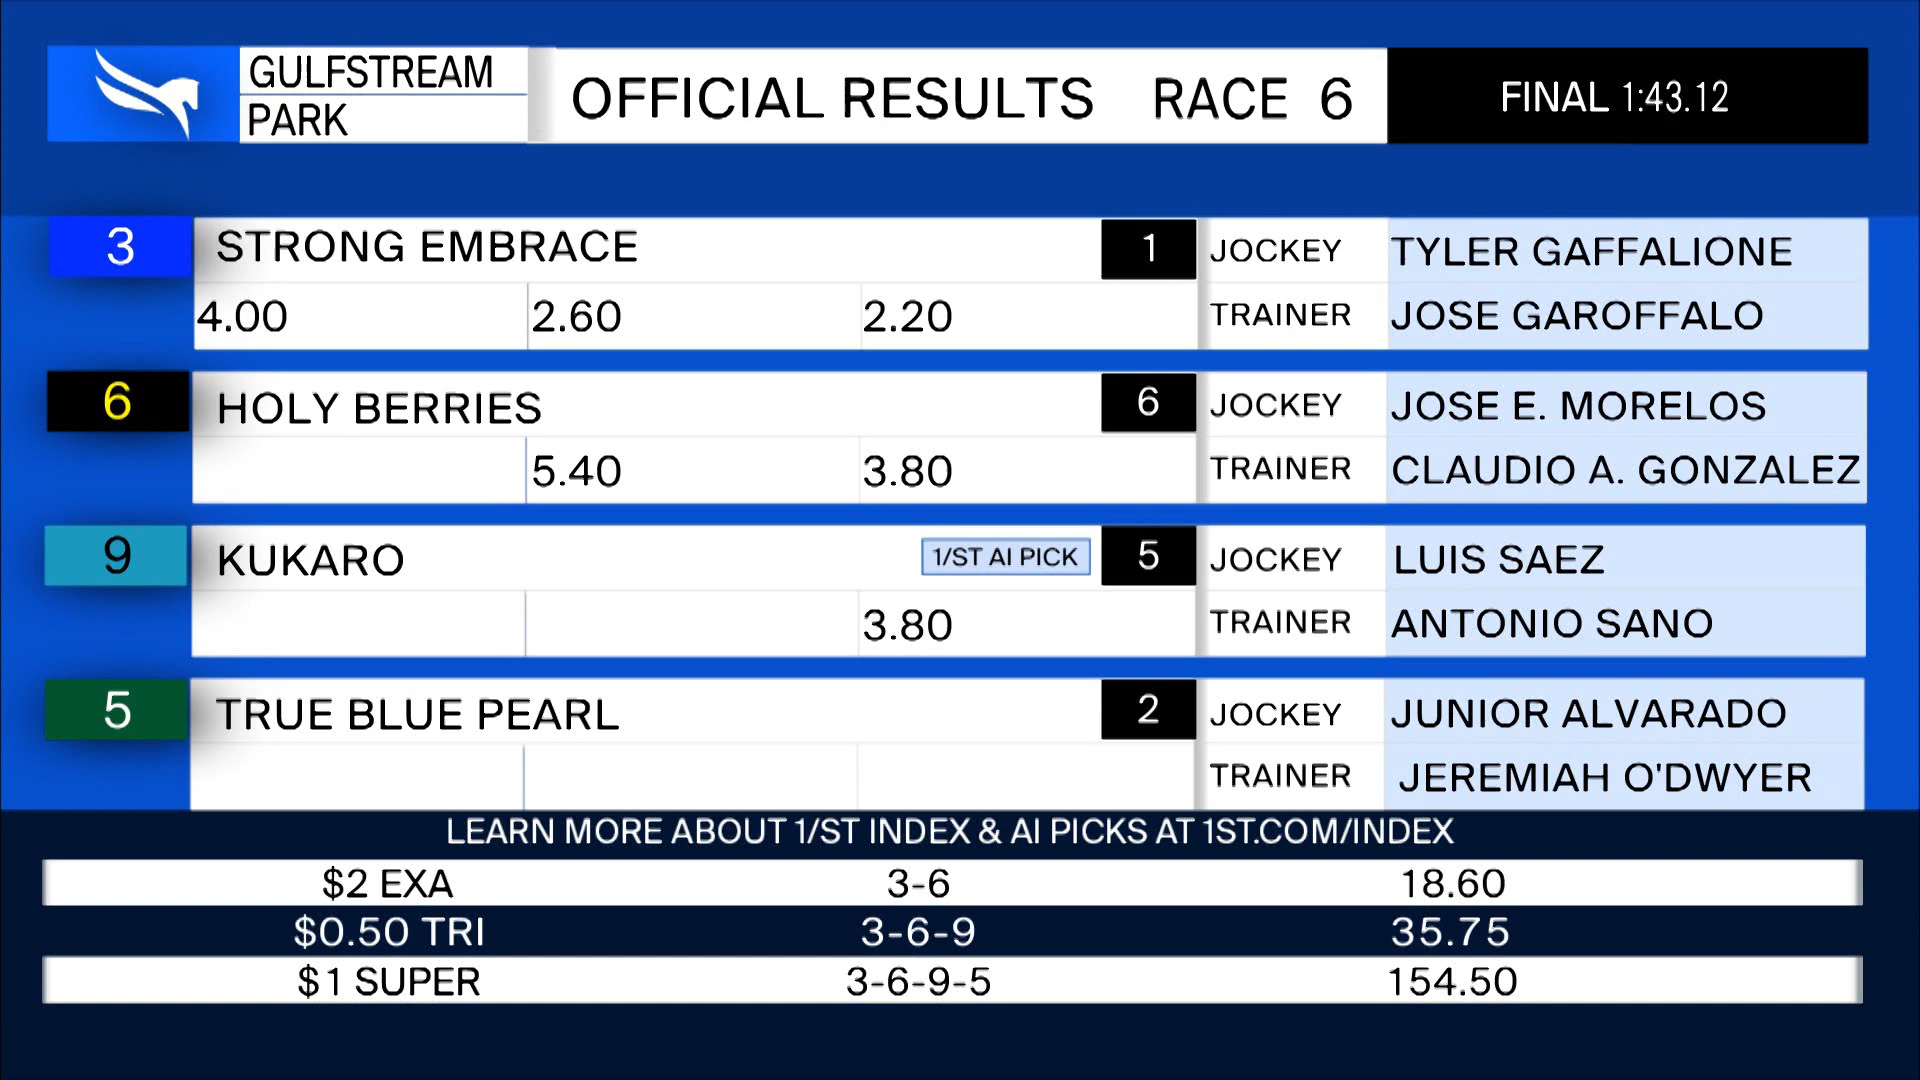 GULFSTREAM
PARK
OFFICIAL RESULTS RACE 6
FINAL 1:43.12
3 STRONG EMBRACE 1 JOCKEY TYLER GAFFALIONE
4.00 2.60 2.20 TRAINER JOSE GAROFFALO
6 HOLY BERRIES 6 JOCKEY JOSE E. MORELOS
5.40 3.80 TRAINER CLAUDIO A. GONZALEZ
9 KUKARO 1/ST AI PICK 5 JOCKEY LUIS SAEZ
3.80 TRAINER ANTONIO SANO
5 TRUE BLUE PEARL 2 JOCKEY JUNIOR ALVARADO
TRAINER JEREMIAH O'DWYER
LEARN MORE ABOUT 1/ST INDEX & AI PICKS AT 1ST.COM/INDEX
$2 EXA 3-6 18.60
$0.50 TRI 3-6-9 35.75
$1 SUPER 3-6-9-5 154.50